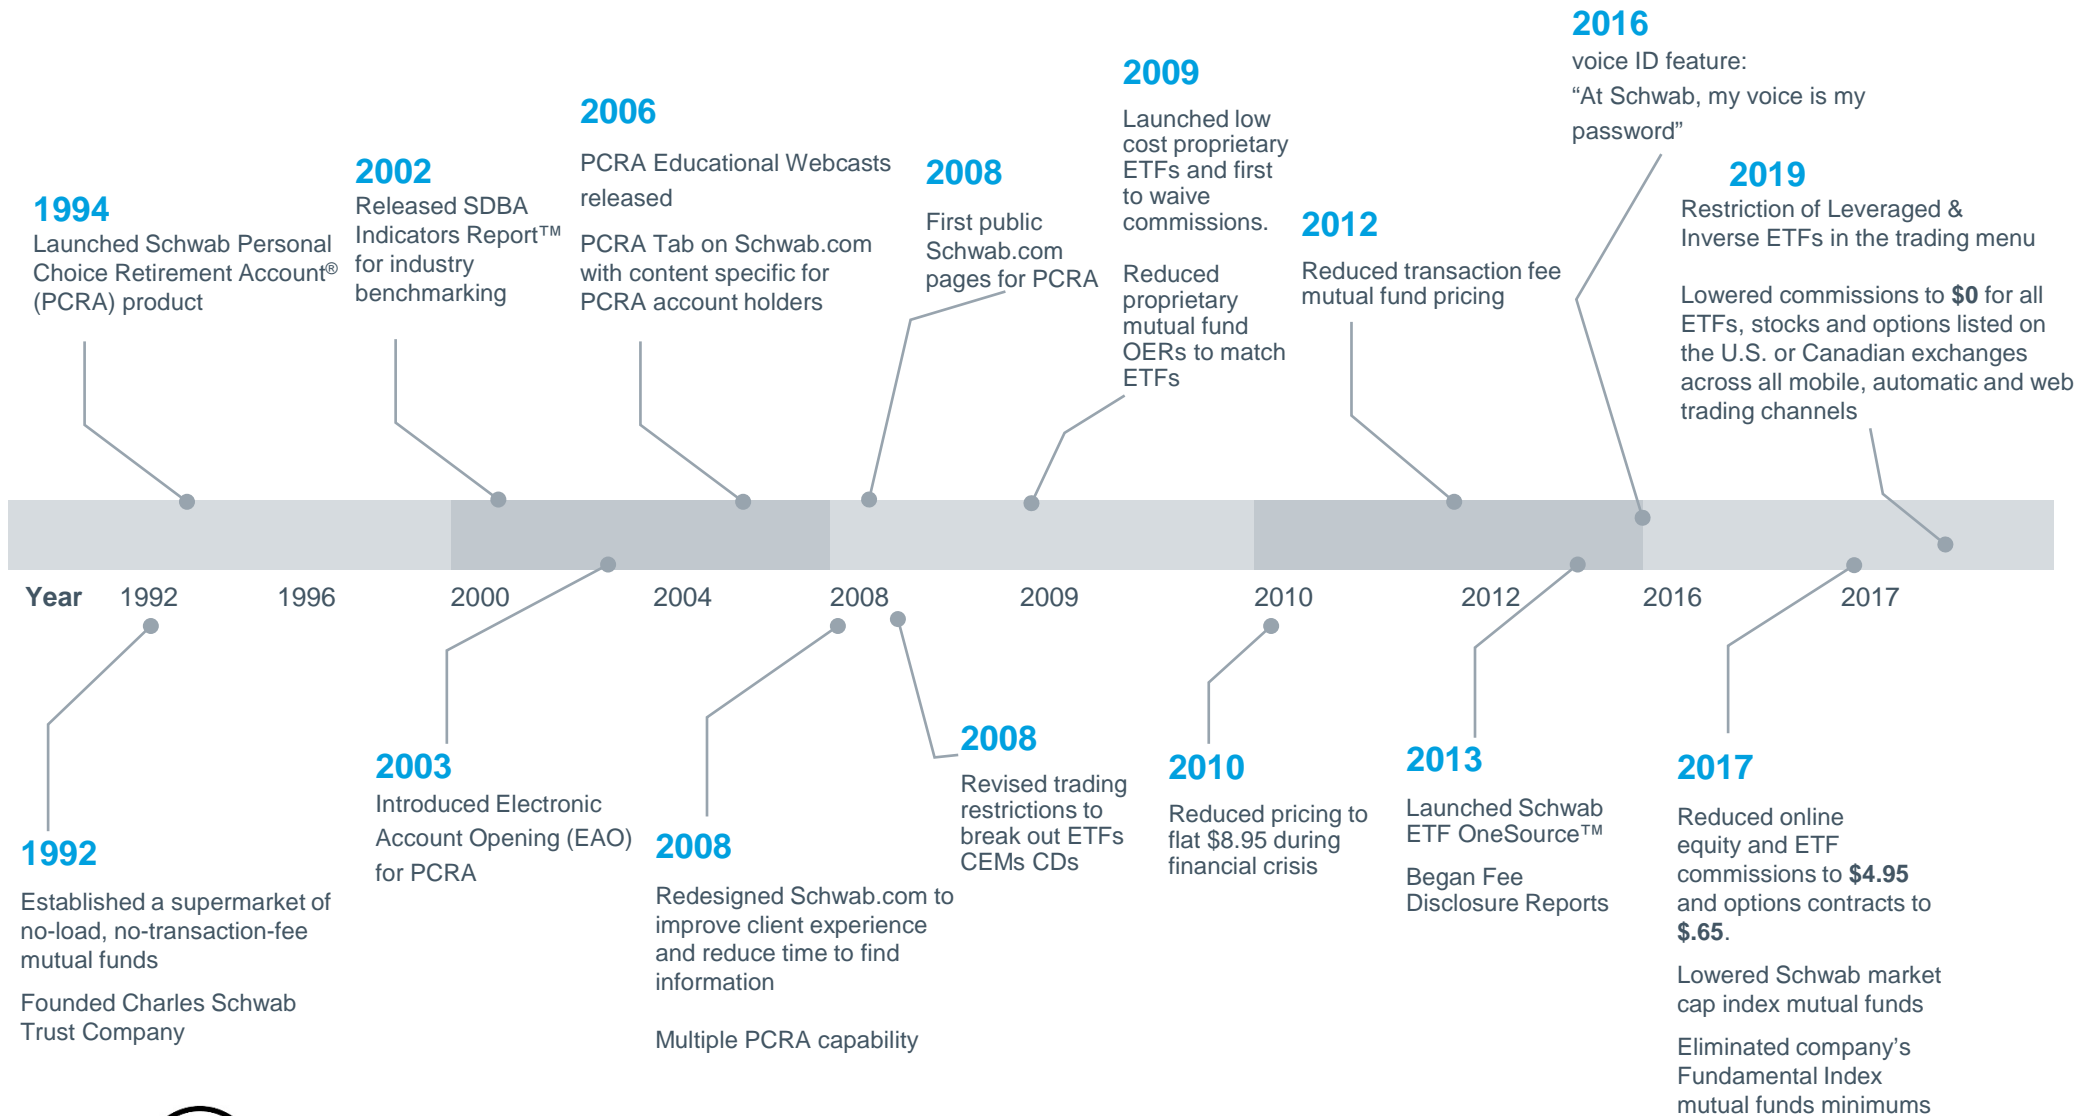 2016
voice ID feature:
“At Schwab, my voice is my
password”
2009
Launched low
cost proprietary
ETFs and first
to waive
commissions.
Reduced
proprietary
mutual fund
OERs to match
ETFs
2006
PCRA Educational Webcasts
released
PCRA Tab on Schwab.com
with content specific for
PCRA account holders
2002
Released SDBA
Indicators Report™
for industry
benchmarking
2008
First public
Schwab.com
pages for PCRA
2019
Restriction of Leveraged &
Inverse ETFs in the trading menu
Lowered commissions to $0 for all
ETFs, stocks and options listed on
the U.S. or Canadian exchanges
across all mobile, automatic and web
trading channels
1994
Launched Schwab Personal
Choice Retirement Account®
(PCRA) product
2012
Reduced transaction fee
mutual fund pricing
Year 1992 1996 2000 2004 2008 2009 2010 2012 2016 2017
1992
Established a supermarket of
no-load, no-transaction-fee
mutual funds
Founded Charles Schwab
Trust Company
2003
Introduced Electronic
Account Opening (EAO)
for PCRA
2008
Redesigned Schwab.com to
improve client experience
and reduce time to find
information
Multiple PCRA capability
2008
Revised trading
restrictions to
break out ETFs
CEMs CDs
2010
Reduced pricing to
flat $8.95 during
financial crisis
2013
Launched Schwab
ETF OneSource™
Began Fee
Disclosure Reports
2017
Reduced online
equity and ETF
commissions to $4.95
and options contracts to
$.65.
Lowered Schwab market
cap index mutual funds
Eliminated company’s
Fundamental Index
mutual funds minimums